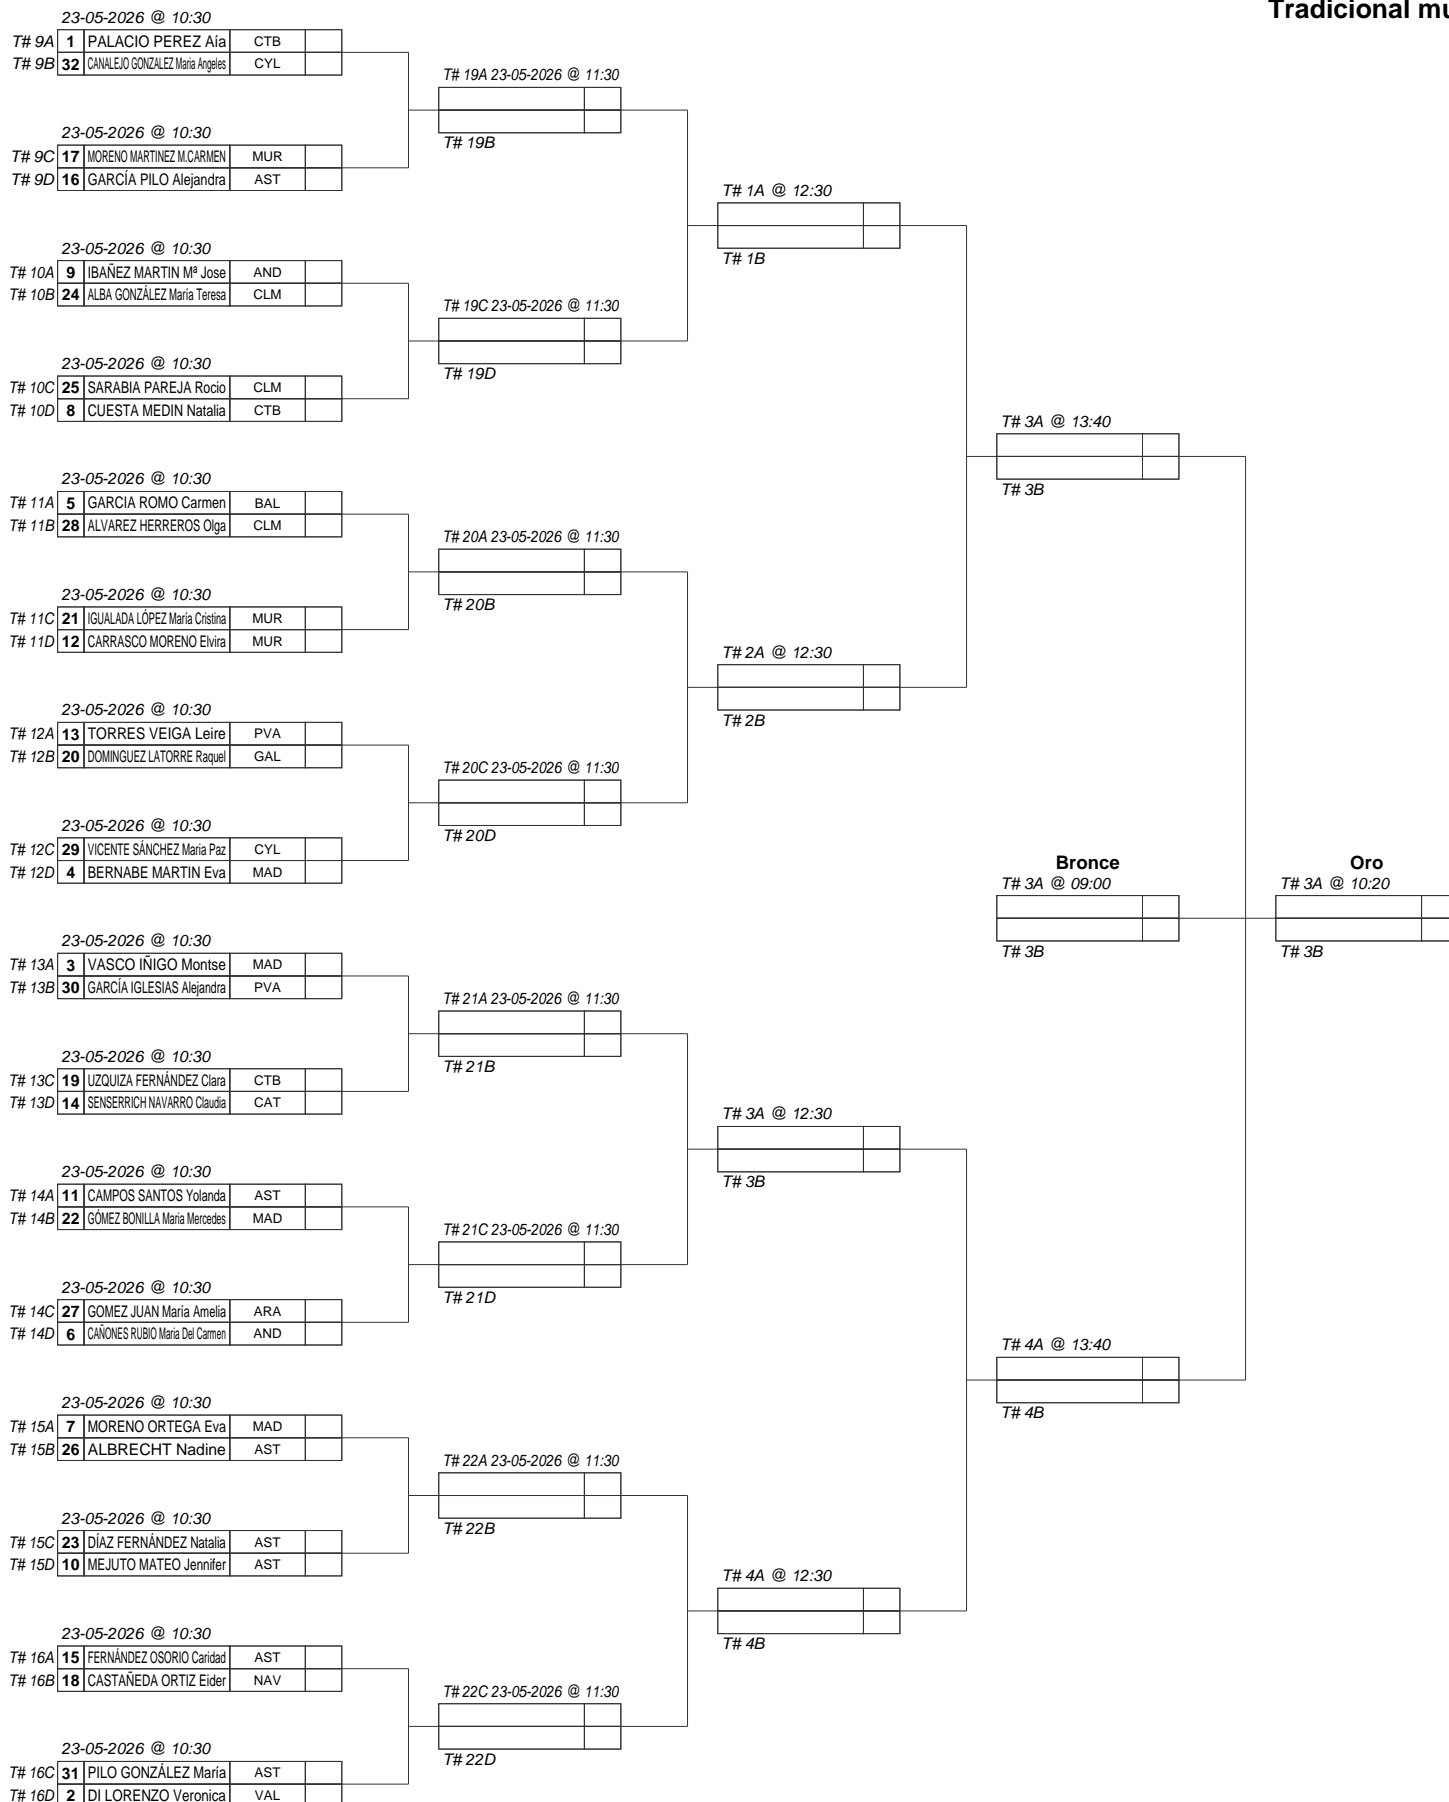 Tradicional mu
23-05-2026 @ 10:30
T# 9A 1 PALACIO PEREZ Aía CTB
T# 9B 32 CANALEJO GONZALEZ Maria Angeles CYL
T# 19A 23-05-2026 @ 11:30
23-05-2026 @ 10:30
T# 19B
T# 9C 17 MORENO MARTINEZ M.CARMEN MUR
T# 9D 16 GARCÍA PILO Alejandra AST
T# 1A @ 12:30
23-05-2026 @ 10:30
T# 1B
T# 10A 9 IBAÑEZ MARTIN Mª Jose AND
T# 10B 24 ALBA GONZÁLEZ María Teresa CLM
T# 19C 23-05-2026 @ 11:30
23-05-2026 @ 10:30
T# 19D
T# 10C 25 SARABIA PAREJA Rocio CLM
T# 10D 8 CUESTA MEDIN Natalia CTB
T# 3A @ 13:40
23-05-2026 @ 10:30
T# 3B
T# 11A 5 GARCIA ROMO Carmen BAL
T# 11B 28 ALVAREZ HERREROS Olga CLM
T# 20A 23-05-2026 @ 11:30
23-05-2026 @ 10:30
T# 20B
T# 11C 21 IGUALADA LÓPEZ María Cristina MUR
T# 11D 12 CARRASCO MORENO Elvira MUR
T# 2A @ 12:30
23-05-2026 @ 10:30
T# 2B
T# 12A 13 TORRES VEIGA Leire PVA
T# 12B 20 DOMINGUEZ LATORRE Raquel GAL
T# 20C 23-05-2026 @ 11:30
23-05-2026 @ 10:30
T# 20D
T# 12C 29 VICENTE SÁNCHEZ Maria Paz CYL
T# 12D 4 BERNABE MARTIN Eva MAD
Bronce Oro
T# 3A @ 09:00 T# 3A @ 10:20
23-05-2026 @ 10:30
T# 3B T# 3B
T# 13A 3 VASCO IÑIGO Montse MAD
T# 13B 30 GARCÍA IGLESIAS Alejandra PVA
T# 21A 23-05-2026 @ 11:30
23-05-2026 @ 10:30
T# 21B
T# 13C 19 UZQUIZA FERNÁNDEZ Clara CTB
T# 13D 14 SENSERRICH NAVARRO Claudia CAT
T# 3A @ 12:30
23-05-2026 @ 10:30
T# 3B
T# 14A 11 CAMPOS SANTOS Yolanda AST
T# 14B 22 GÓMEZ BONILLA Maria Mercedes MAD
T# 21C 23-05-2026 @ 11:30
23-05-2026 @ 10:30
T# 21D
T# 14C 27 GOMEZ JUAN María Amelia ARA
T# 14D 6 CAÑONES RUBIO Maria Del Carmen AND
T# 4A @ 13:40
23-05-2026 @ 10:30
T# 4B
T# 15A 7 MORENO ORTEGA Eva MAD
T# 15B 26 ALBRECHT Nadine AST
T# 22A 23-05-2026 @ 11:30
23-05-2026 @ 10:30
T# 22B
T# 15C 23 DÍAZ FERNÁNDEZ Natalia AST
T# 15D 10 MEJUTO MATEO Jennifer AST
T# 4A @ 12:30
23-05-2026 @ 10:30
T# 4B
T# 16A 15 FERNÁNDEZ OSORIO Caridad AST
T# 16B 18 CASTAÑEDA ORTIZ Eider NAV
T# 22C 23-05-2026 @ 11:30
23-05-2026 @ 10:30
T# 22D
T# 16C 31 PILO GONZÁLEZ María AST
T# 16D 2 DI LORENZO Veronica VAL